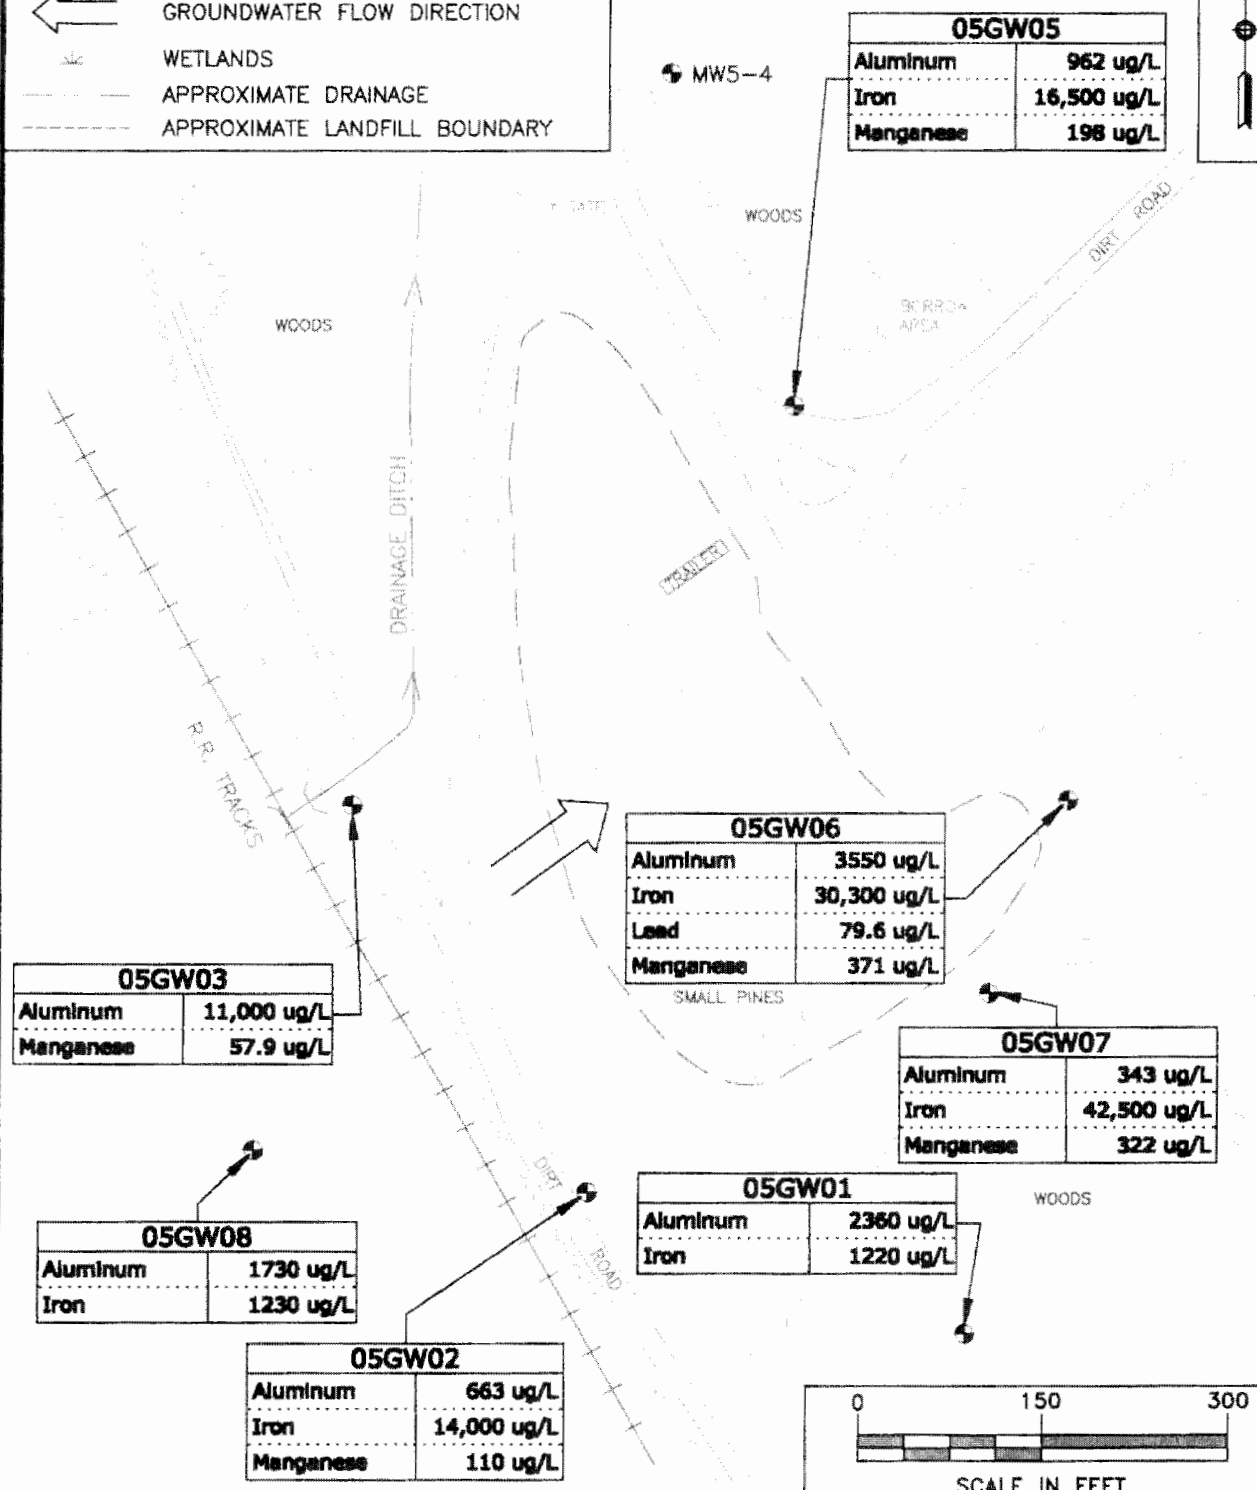 GROUNDWATER FLOW DIRECTION
WETLANDS
APPROXIMATE DRAINAGE
APPROXIMATE LANDFILL BOUNDARY
MW5-4
05GW05
Aluminum 962 ug/L
Iron 16,500 ug/L
Manganese 198 ug/L
WOODS
DIRT ROAD
AREA
WOODS
DRAINAGE DITCH
TRAILER
R.R. TRACKS
05GW06
Aluminum 3550 ug/L
Iron 30,300 ug/L
Lead 79.6 ug/L
Manganese 371 ug/L
SMALL PINES
05GW03
Aluminum 11,000 ug/L
Manganese 57.9 ug/L
05GW07
Aluminum 343 ug/L
Iron 42,500 ug/L
Manganese 322 ug/L
DIRT ROAD
05GW01
Aluminum 2360 ug/L
Iron 1220 ug/L
WOODS
05GW08
Aluminum 1730 ug/L
Iron 1230 ug/L
05GW02
Aluminum 663 ug/L
Iron 14,000 ug/L
Manganese 110 ug/L
0 150 300
SCALE IN FEET